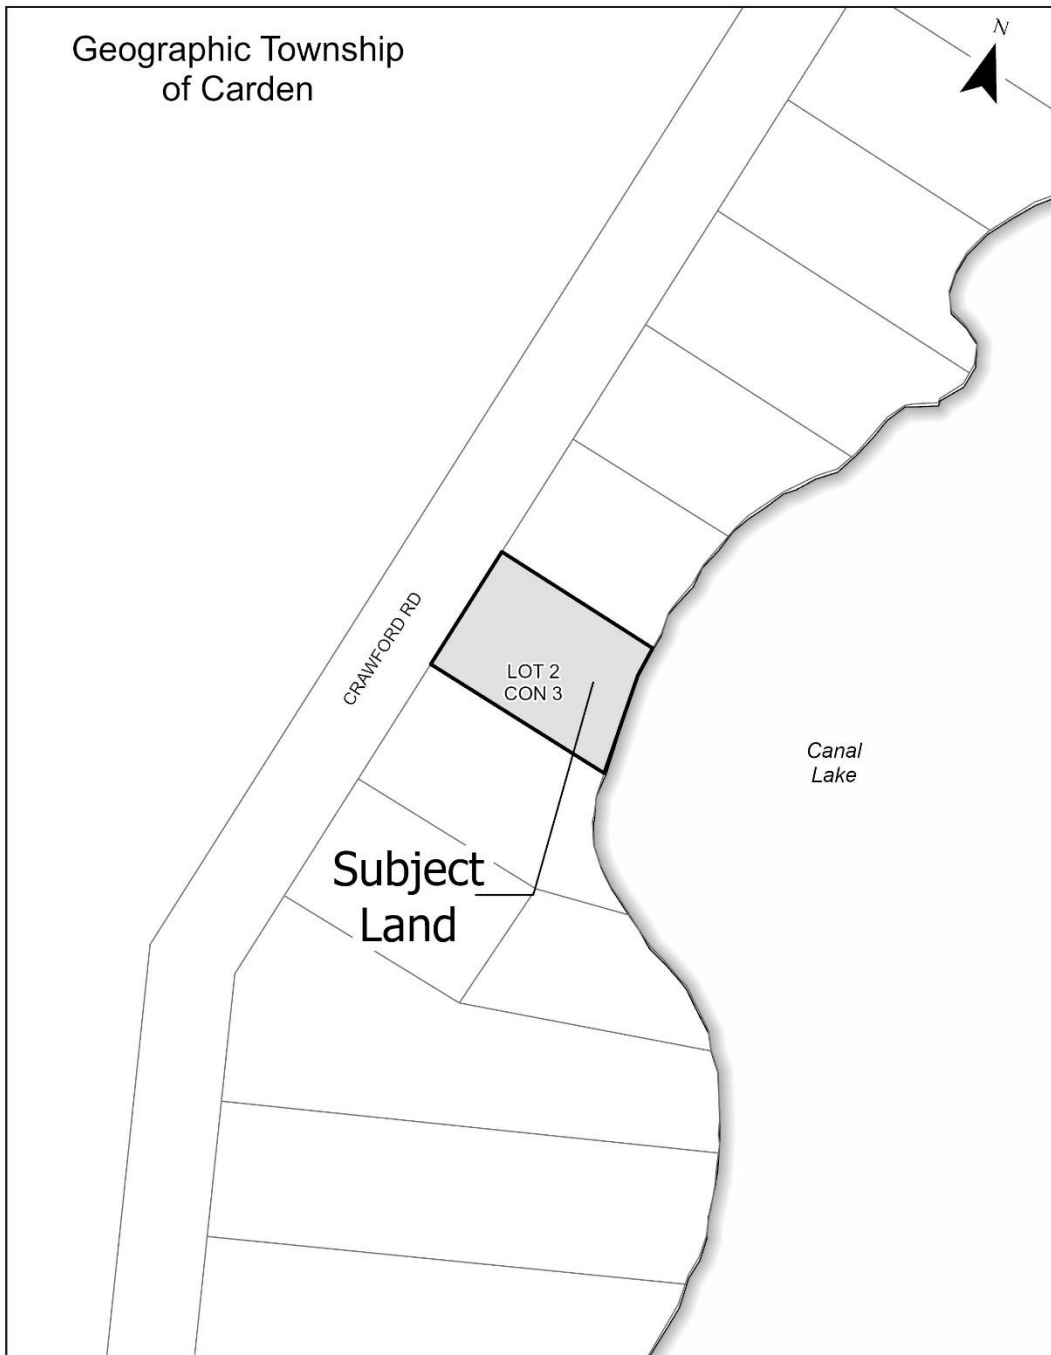 Geographic Township
of Carden
N
CRAWFORD RD
LOT 2
CON 3
Canal
Lake
Subject
Land